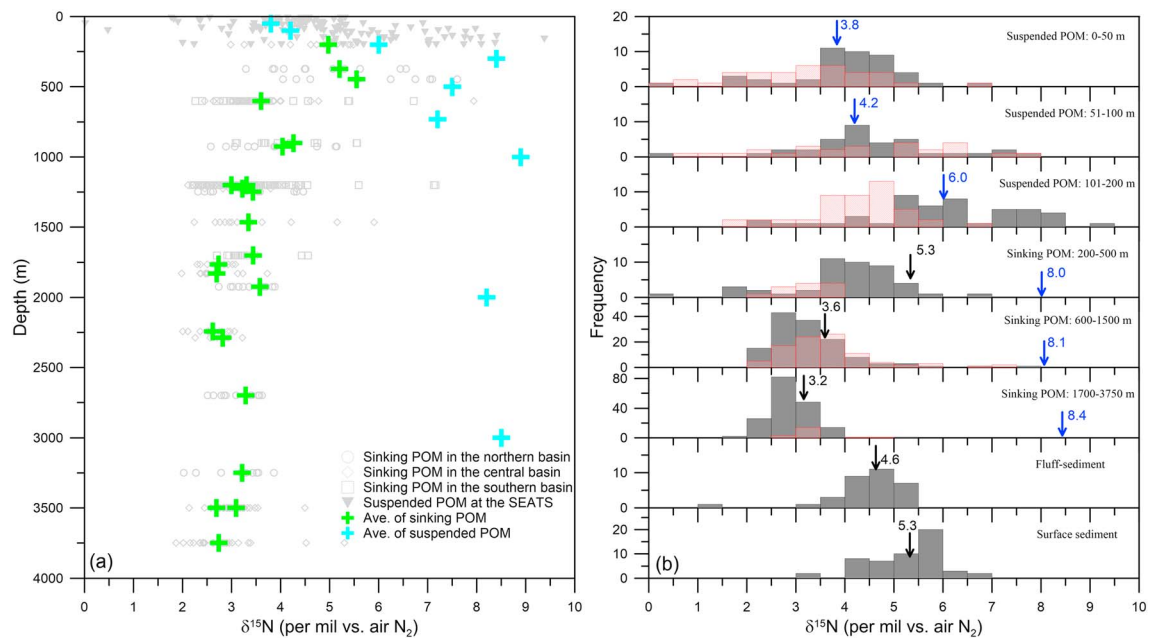 0
500
1000
1500
2000
2500
3000
3500
4000
Depth (m)
Sinking POM in the northern basin
Sinking POM in the central basin
Sinking POM in the southern basin
Suspended POM at the SEATS
Ave. of sinking POM
Ave. of suspended POM
(a)
0 1 2 3 4 5 6 7 8 9 10
δ¹⁵N (per mil vs. air N₂)
Frequency
20
10
0
3.8
Suspended POM: 0-50 m
10
0
4.2
Suspended POM: 51-100 m
10
0
6.0
Suspended POM: 101-200 m
10
0
5.3
8.0
Sinking POM: 200-500 m
40
20
0
3.6
8.1
Sinking POM: 600-1500 m
80
40
0
3.2
8.4
Sinking POM: 1700-3750 m
10
0
4.6
Fluff-sediment
20
10
0
5.3
Surface sediment
(b)
0 1 2 3 4 5 6 7 8 9 10
δ¹⁵N (per mil vs. air N₂)